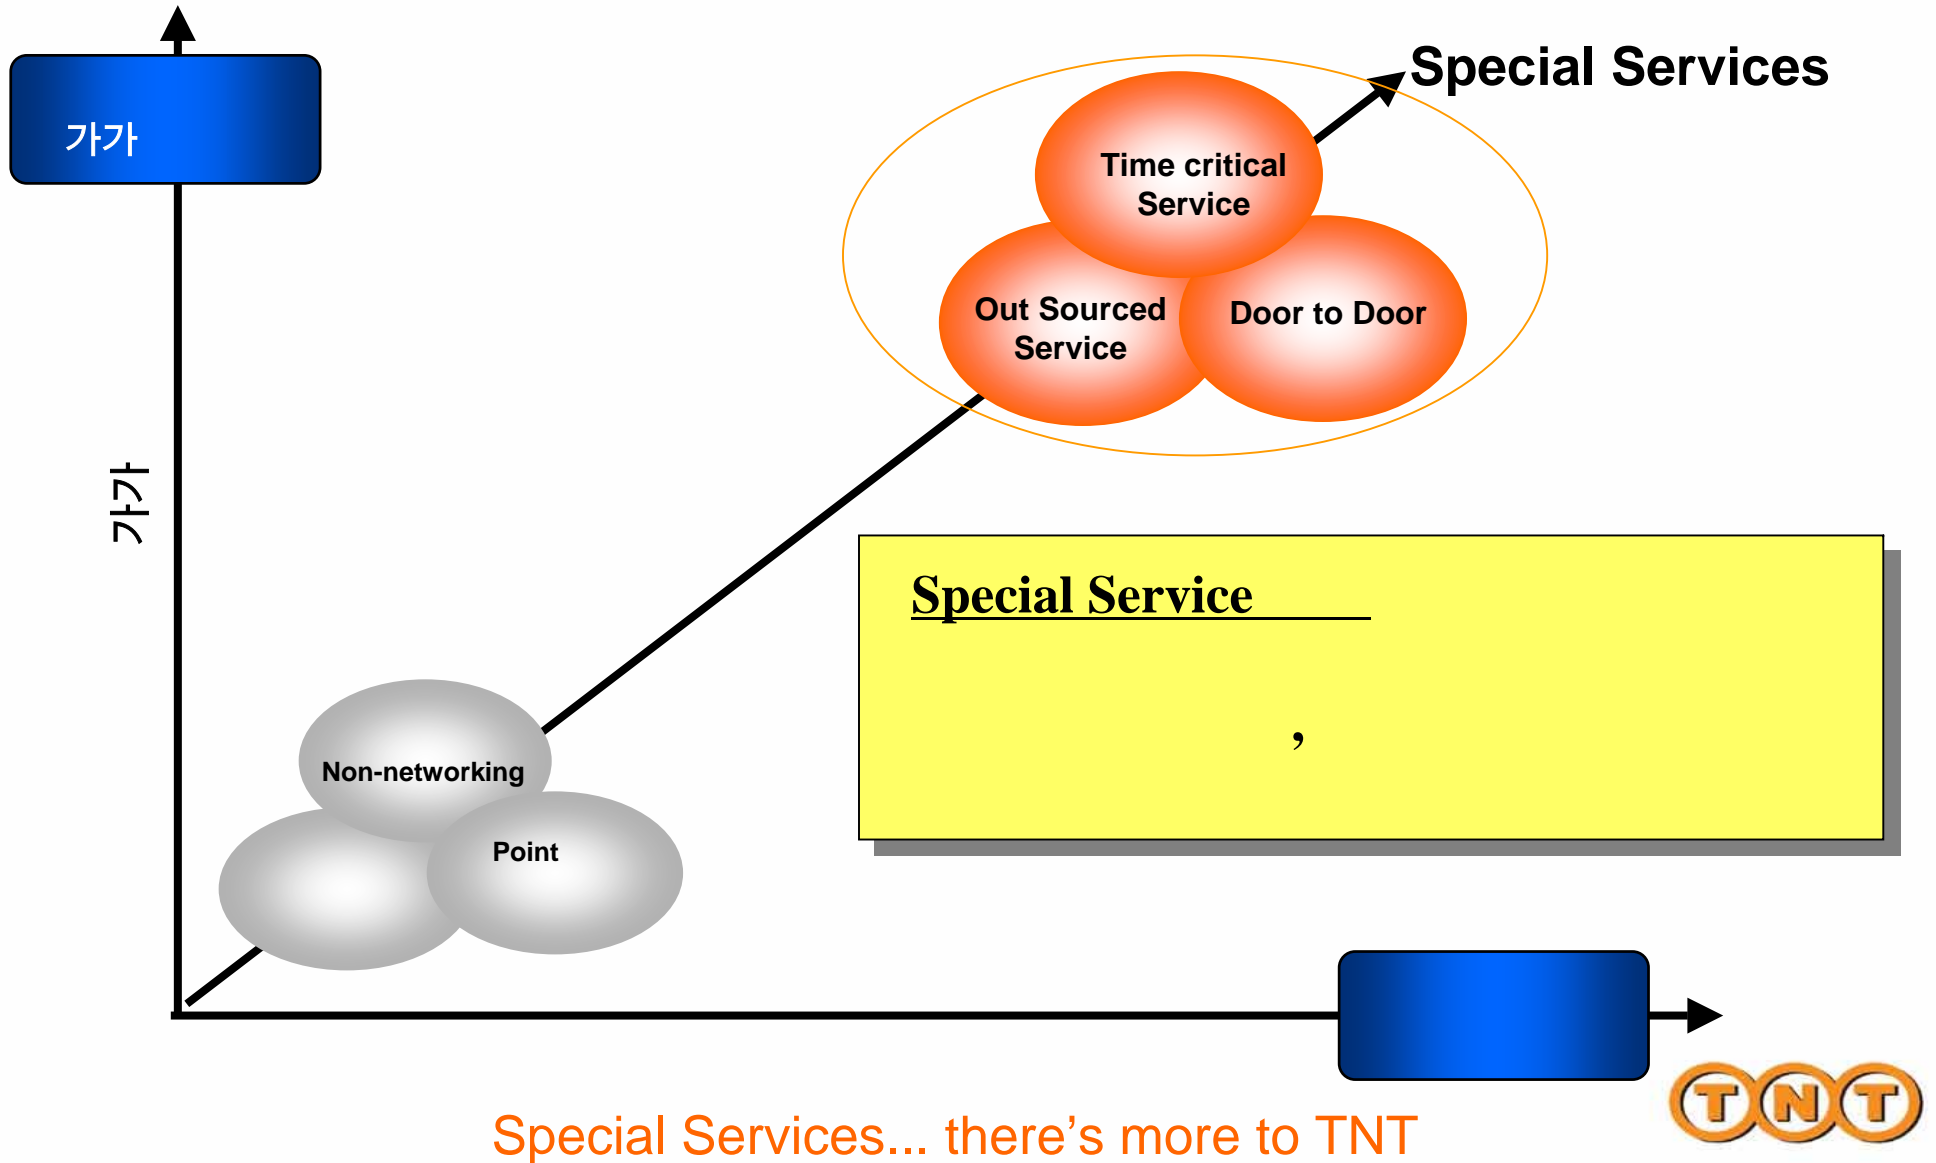 Special Services
가가
Time critical
Service
Out Sourced
Service
Door to Door
가가
Special Service
,
Non-networking
Point
TNT
Special Services... there’s more to TNT